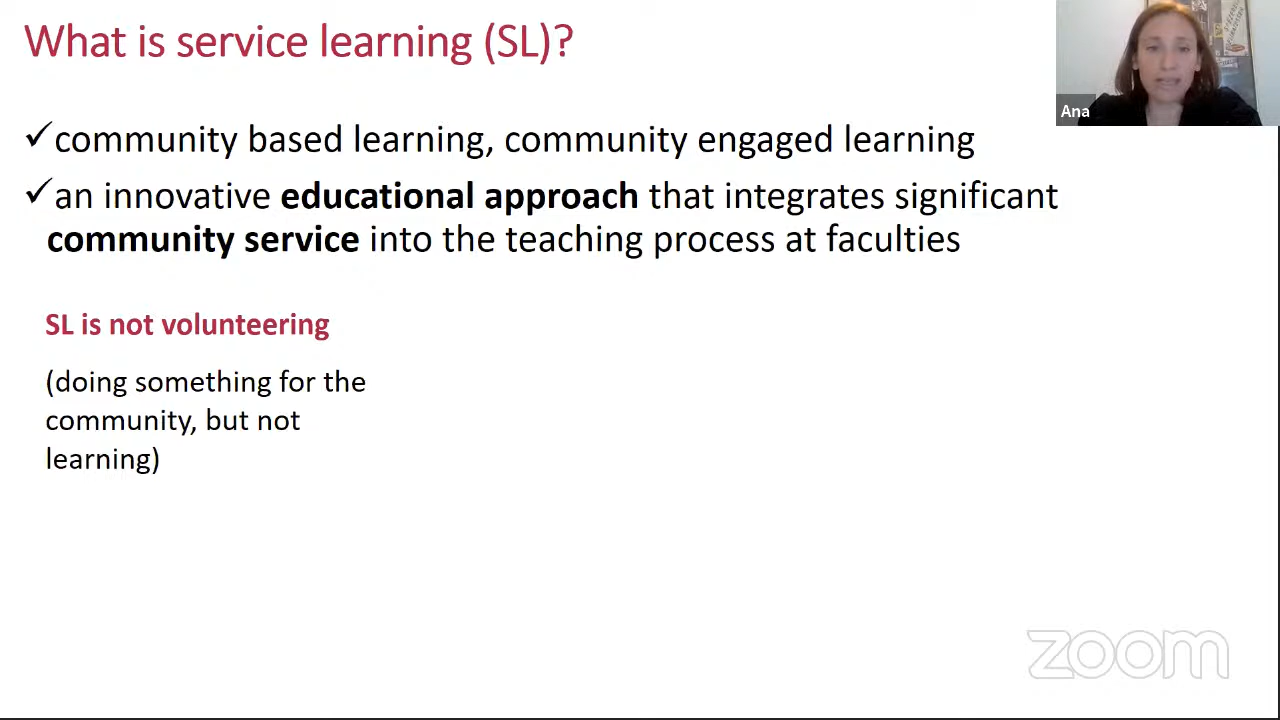 What is service learning (SL)?
Ana
✓community based learning, community engaged learning
✓an innovative educational approach that integrates significant
community service into the teaching process at faculties
SL is not volunteering
(doing something for the
community, but not
learning)
zoom